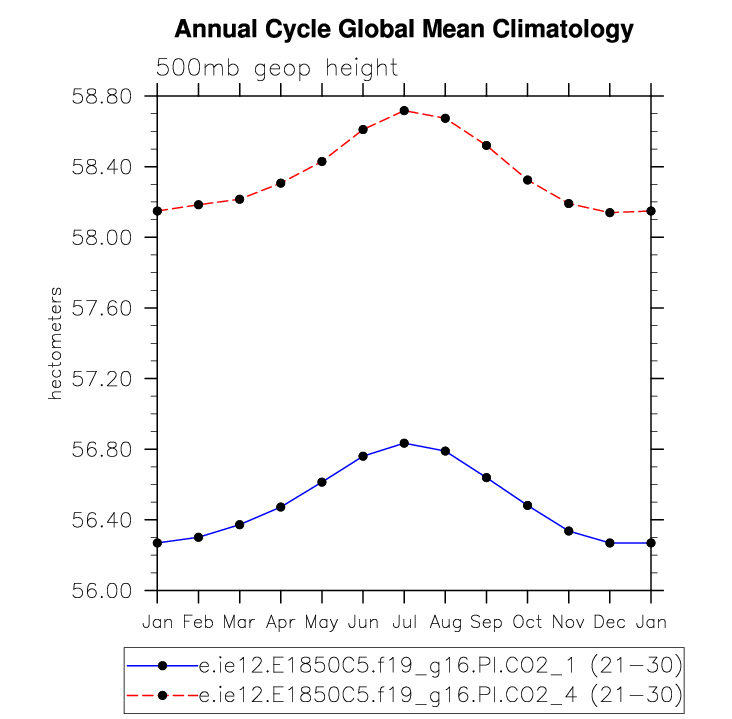 Annual Cycle Global Mean Climatology
500mb geop height
58.80
58.40
58.00
57.60
57.20
56.80
56.40
56.00
hectometers
Jan Feb Mar Apr May Jun Jul Aug Sep Oct Nov Dec Jan
e.ie12.E1850C5.f19_g16.PI.CO2_1 (21-30)
e.ie12.E1850C5.f19_g16.PI.CO2_4 (21-30)